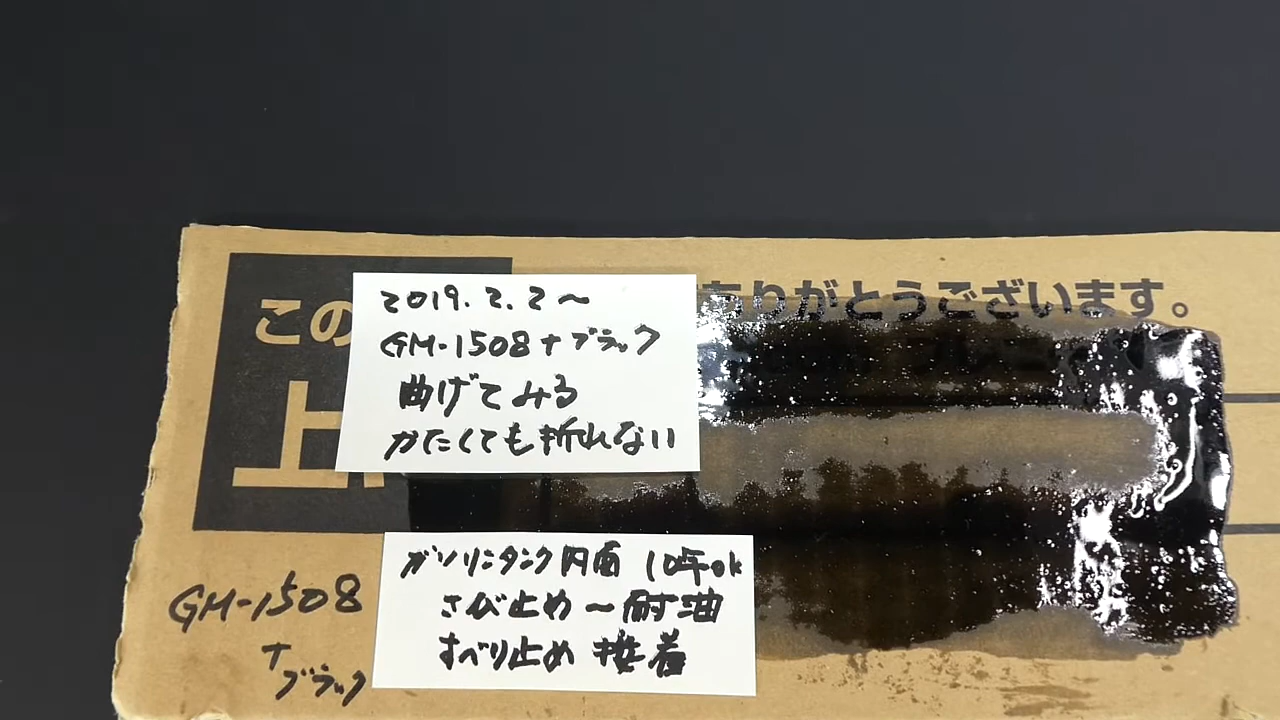 この
ありがとうございます。
上
2019.2.2～
GM-1508+ブラック
曲げてみる
かたくても折れない
ガソリンタンク内面 10年ok
さび止め～耐油
すべり止め 接着
GM-1508
+
ブラック